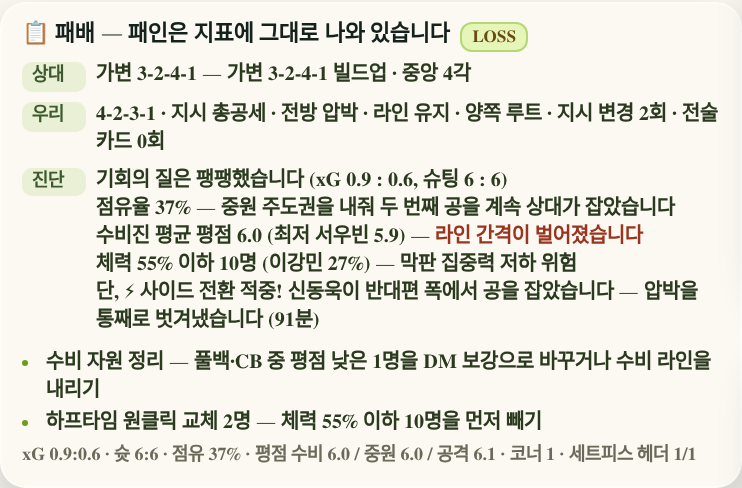 📋 패배 — 패인은 지표에 그대로 나와 있습니다 LOSS
상대 가변 3-2-4-1 — 가변 3-2-4-1 빌드업 · 중앙 4각
우리 4-2-3-1 · 지시 총공세 · 전방 압박 · 라인 유지 · 양쪽 루트 · 지시 변경 2회 · 전술
카드 0회
진단 기회의 질은 팽팽했습니다 (xG 0.9 : 0.6, 슈팅 6 : 6)
점유율 37% — 중원 주도권을 내줘 두 번째 공을 계속 상대가 잡았습니다
수비진 평균 평점 6.0 (최저 서우빈 5.9) — 라인 간격이 벌어졌습니다
체력 55% 이하 10명 (이강민 27%) — 막판 집중력 저하 위험
단, ⚡ 사이드 전환 적중! 신동욱이 반대편 폭에서 공을 잡았습니다 — 압박을
통째로 벗겨냈습니다 (91분)
• 수비 자원 정리 — 풀백·CB 중 평점 낮은 1명을 DM 보강으로 바꾸거나 수비 라인을
내리기
• 하프타임 원클릭 교체 2명 — 체력 55% 이하 10명을 먼저 빼기
xG 0.9:0.6 · 슛 6:6 · 점유 37% · 평점 수비 6.0 / 중원 6.0 / 공격 6.1 · 코너 1 · 세트피스 헤더 1/1